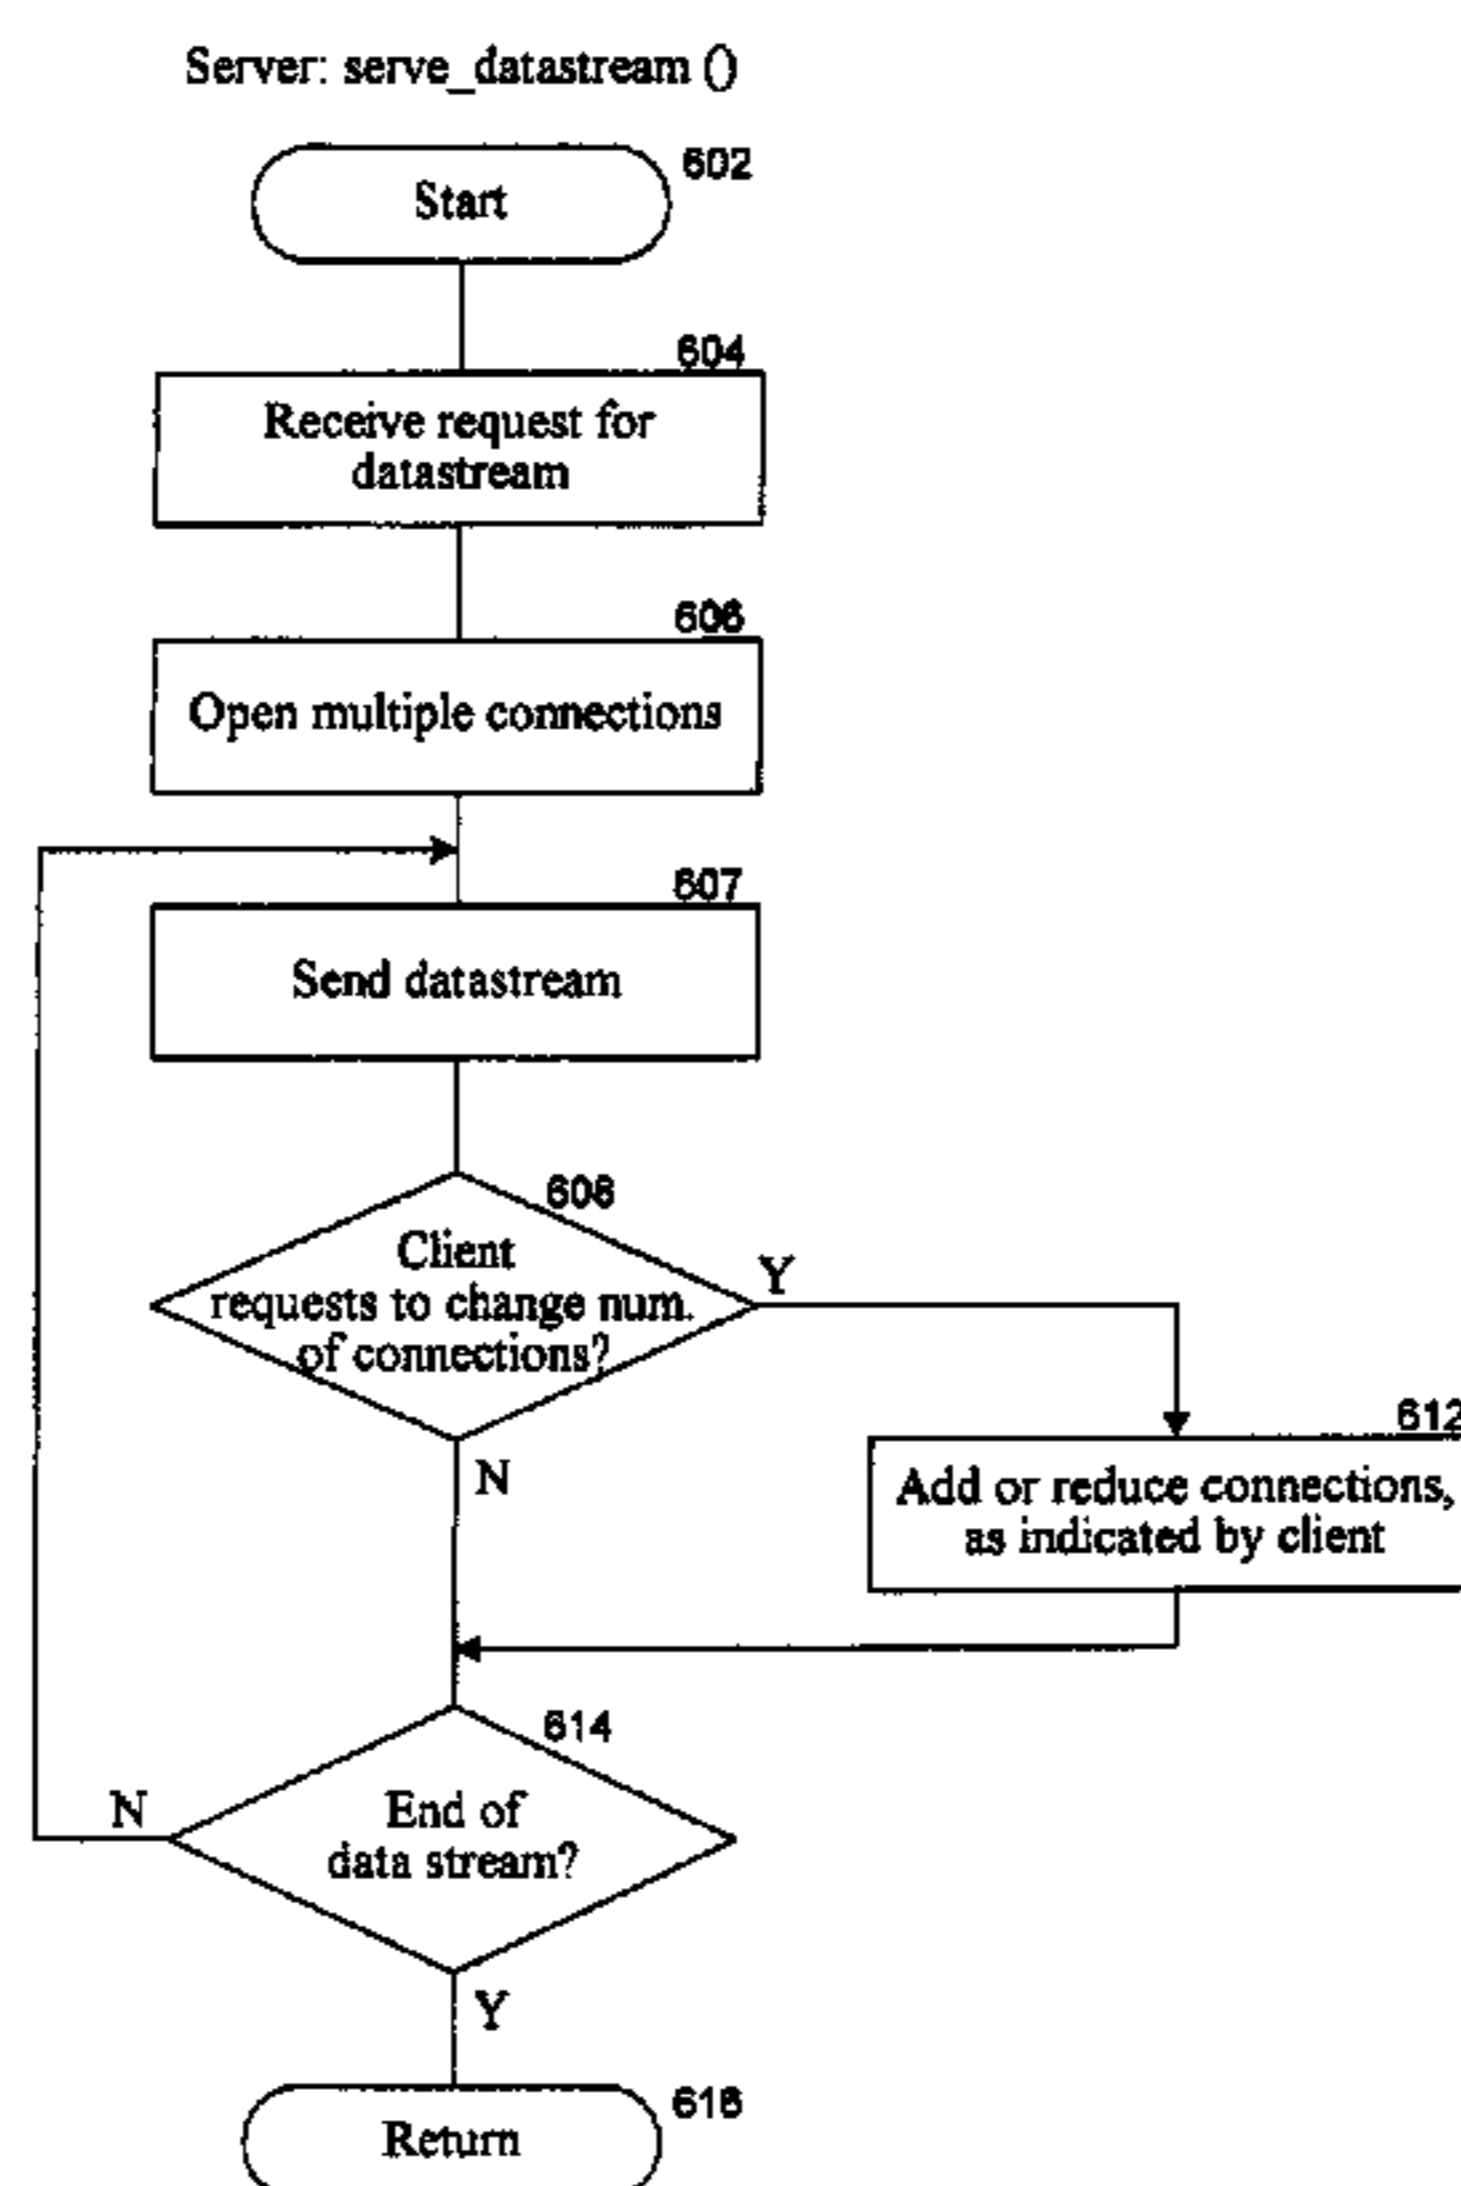 Server: serve_datastream ()
602
Start
604
Receive request for
datastream
606
Open multiple connections
607
Send datastream
608
Client
requests to change num.
of connections?
Y
N
612
Add or reduce connections,
as indicated by client
614
End of
data stream?
N
Y
616
Return